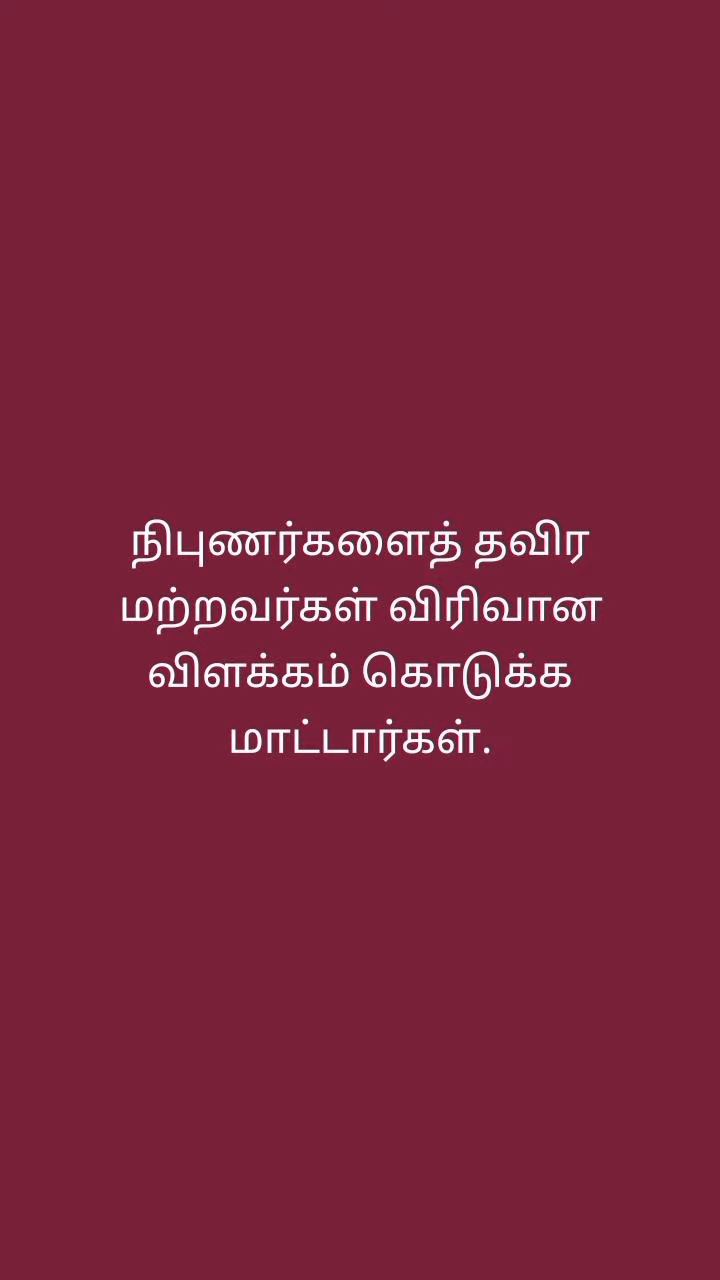 நிபுணர்களைத் தவிர
மற்றவர்கள் விரிவான
விளக்கம் கொடுக்க
மாட்டார்கள்.